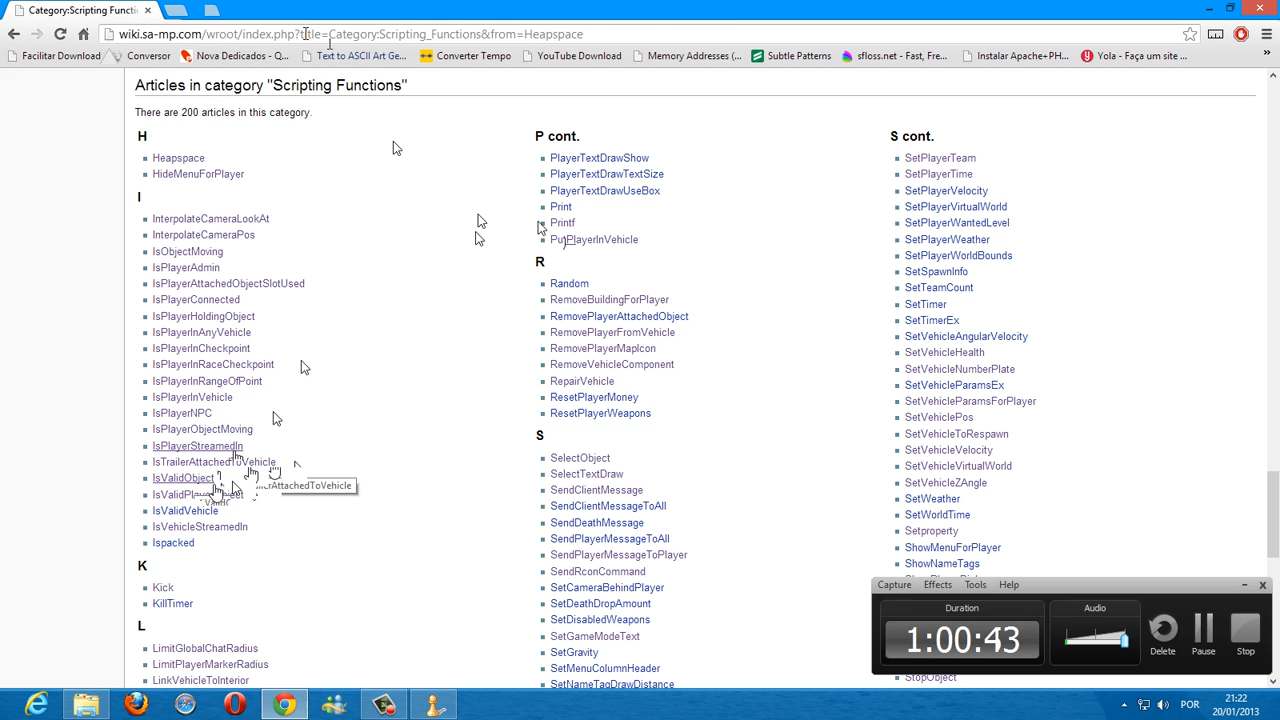 Category:Scripting Functi
wiki.sa-mp.com/wroot/index.php?title=Category:Scripting_Functions&from=Heapspace
Facilitar Download
Conversor
Nova Dedicados - Q...
Text to ASCII Art Ge...
Converter Tempo
YouTube Download
Memory Addresses (...
Subtle Patterns
sfloss.net - Fast, Fre...
Instalar Apache+PH...
Yola - Faça um site ...
Articles in category "Scripting Functions"
There are 200 articles in this category.
H
Heapspace
HideMenuForPlayer
I
InterpolateCameraLookAt
InterpolateCameraPos
IsObjectMoving
IsPlayerAdmin
IsPlayerAttachedObjectSlotUsed
IsPlayerConnected
IsPlayerHoldingObject
IsPlayerInAnyVehicle
IsPlayerInCheckpoint
IsPlayerInRaceCheckpoint
IsPlayerInRangeOfPoint
IsPlayerInVehicle
IsPlayerNPC
IsPlayerObjectMoving
IsPlayerStreamedIn
IsTrailerAttachedToVehicle
IsValidObject
ilerAttachedToVehicle
IsValidVehicle
IsVehicleStreamedIn
Ispacked
K
Kick
KillTimer
L
LimitGlobalChatRadius
LimitPlayerMarkerRadius
LinkVehicleToInterior
P cont.
PlayerTextDrawShow
PlayerTextDrawTextSize
PlayerTextDrawUseBox
Print
Printf
PutPlayerInVehicle
R
Random
RemoveBuildingForPlayer
RemovePlayerAttachedObject
RemovePlayerFromVehicle
RemovePlayerMapIcon
RemoveVehicleComponent
RepairVehicle
ResetPlayerMoney
ResetPlayerWeapons
S
SelectObject
SelectTextDraw
SendClientMessage
SendClientMessageToAll
SendDeathMessage
SendPlayerMessageToAll
SendPlayerMessageToPlayer
SendRconCommand
SetCameraBehindPlayer
SetDeathDropAmount
SetDisabledWeapons
SetGameModeText
SetGravity
SetMenuColumnHeader
SetNameTagDrawDistance
S cont.
SetPlayerTeam
SetPlayerTime
SetPlayerVelocity
SetPlayerVirtualWorld
SetPlayerWantedLevel
SetPlayerWeather
SetPlayerWorldBounds
SetSpawnInfo
SetTeamCount
SetTimer
SetTimerEx
SetVehicleAngularVelocity
SetVehicleHealth
SetVehicleNumberPlate
SetVehicleParamsEx
SetVehicleParamsForPlayer
SetVehiclePos
SetVehicleToRespawn
SetVehicleVelocity
SetVehicleVirtualWorld
SetVehicleZAngle
SetWeather
SetWorldTime
Setproperty
ShowMenuForPlayer
ShowNameTags
StopObject
Capture Effects Tools Help
Duration
Audio
1:00:43
Delete
Pause
Stop
POR
21:22
20/01/2013